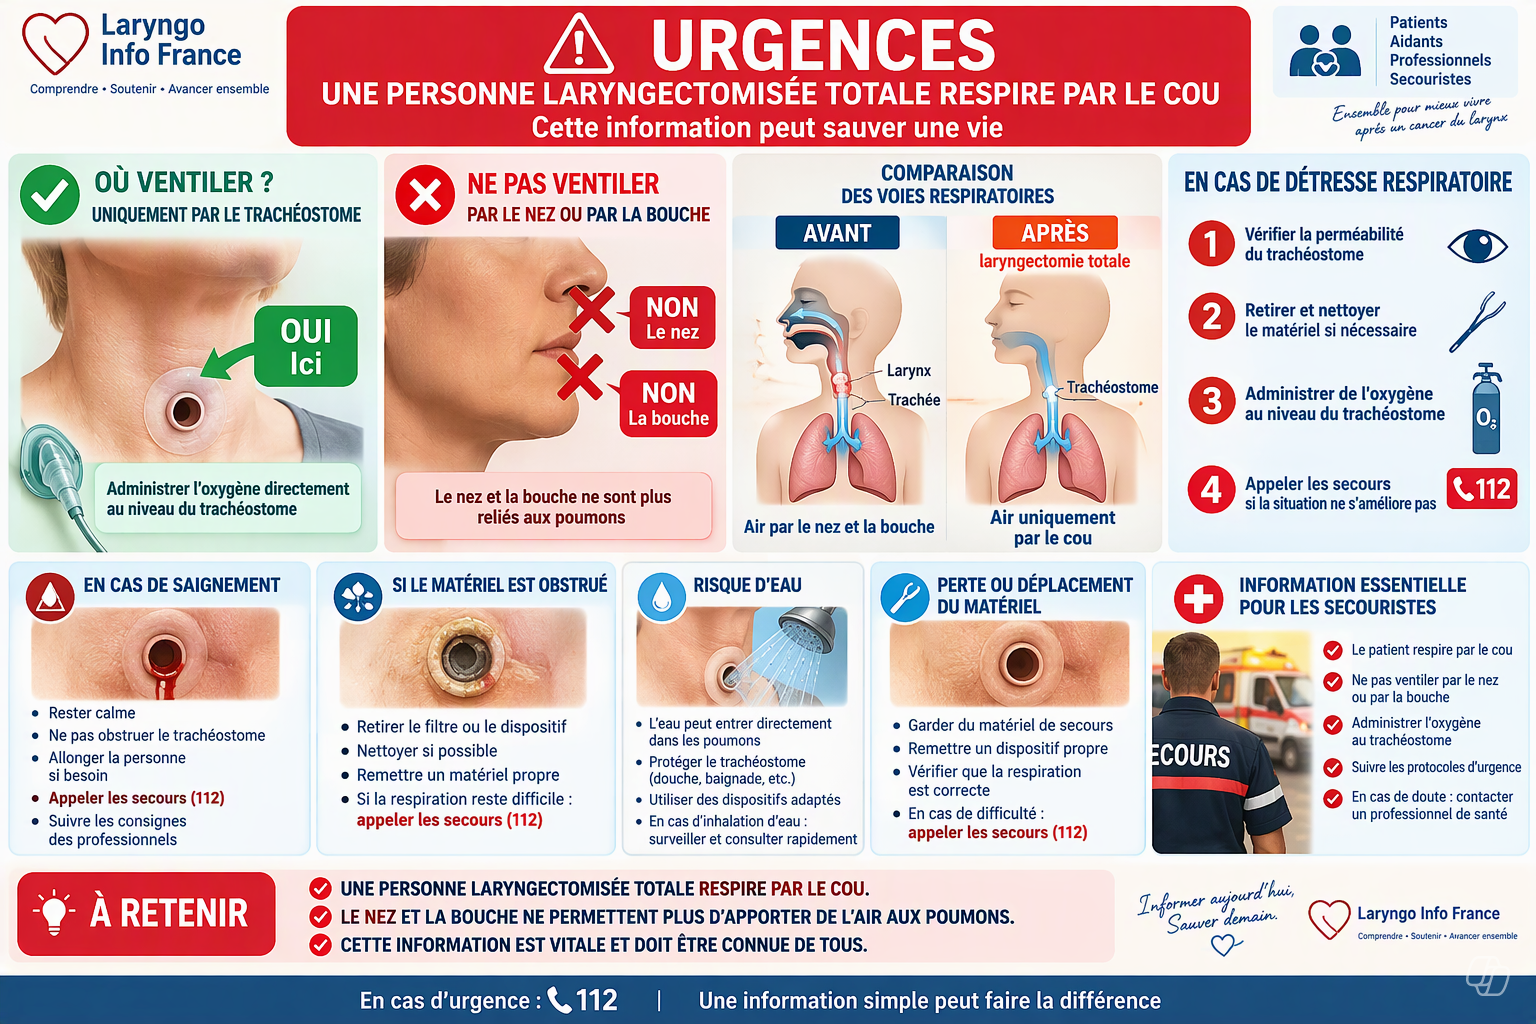 Laryngo
Info France
Comprendre • Soutenir • Avancer ensemble
URGENCES
UNE PERSONNE LARYNGECTOMISÉE TOTALE RESPIRE PAR LE COU
Cette information peut sauver une vie
Patients
Aidants
Professionnels
Secouristes
Ensemble pour mieux vivre
aprés un cancer du larynx
OÙ VENTILER ?
UNIQUEMENT PAR LE TRACHÉOSTOME
OUI
Ici
Administrer l'oxygène directement
au niveau du trachéostome
NE PAS VENTILER
PAR LE NEZ OU PAR LA BOUCHE
NON
Le nez
NON
La bouche
Le nez et la bouche ne sont plus
reliés aux poumons
COMPARAISON
DES VOIES RESPIRATOIRES
AVANT
Larynx
Trachée
Air par le nez et la bouche
APRÈS
laryngectomie totale
Trachéostome
Air uniquement
par le cou
EN CAS DE DÉTRESSE RESPIRATOIRE
1
Vérifier la perméabilité
du trachéostome
2
Retirer et nettoyer
le matériel si nécessaire
3
Administrer de l'oxygène
au niveau du trachéostome
O₂
4
Appeler les secours
si la situation ne s'améliore pas
112
EN CAS DE SAIGNEMENT
• Rester calme
• Ne pas obstruer le trachéostome
• Allonger la personne
si besoin
• Appeler les secours (112)
• Suivre les consignes
des professionnels
SI LE MATÉRIEL EST OBSTRUÉ
• Retirer le filtre ou le dispositif
• Nettoyer si possible
• Remettre un matériel propre
• Si la respiration reste difficile :
appeler les secours (112)
RISQUE D'EAU
• L'eau peut entrer directement
dans les poumons
• Protéger le trachéostome
(douche, baignade, etc.)
• Utiliser des dispositifs adaptés
• En cas d'inhalation d'eau :
surveiller et consulter rapidement
PERTE OU DÉPLACEMENT
DU MATÉRIEL
• Garder du matériel de secours
• Remettre un dispositif propre
• Vérifier que la respiration
est correcte
• En cas de difficulté :
appeler les secours (112)
INFORMATION ESSENTIELLE
POUR LES SECOURISTES
ECOURS
Le patient respire par le cou
Ne pas ventiler par le nez
ou par la bouche
Administrer l'oxygène
au trachéostome
Suivre les protocoles d'urgence
En cas de doute : contacter
un professionnel de santé
À RETENIR
UNE PERSONNE LARYNGECTOMISÉE TOTALE RESPIRE PAR LE COU.
LE NEZ ET LA BOUCHE NE PERMETTENT PLUS D'APPORTER DE L'AIR AUX POUMONS.
CETTE INFORMATION EST VITALE ET DOIT ÊTRE CONNUE DE TOUS.
Informer aujourd'hui,
Sauver demain.
Laryngo Info France
Comprendre • Soutenir • Avancer ensemble
En cas d'urgence : 112 | Une information simple peut faire la différence